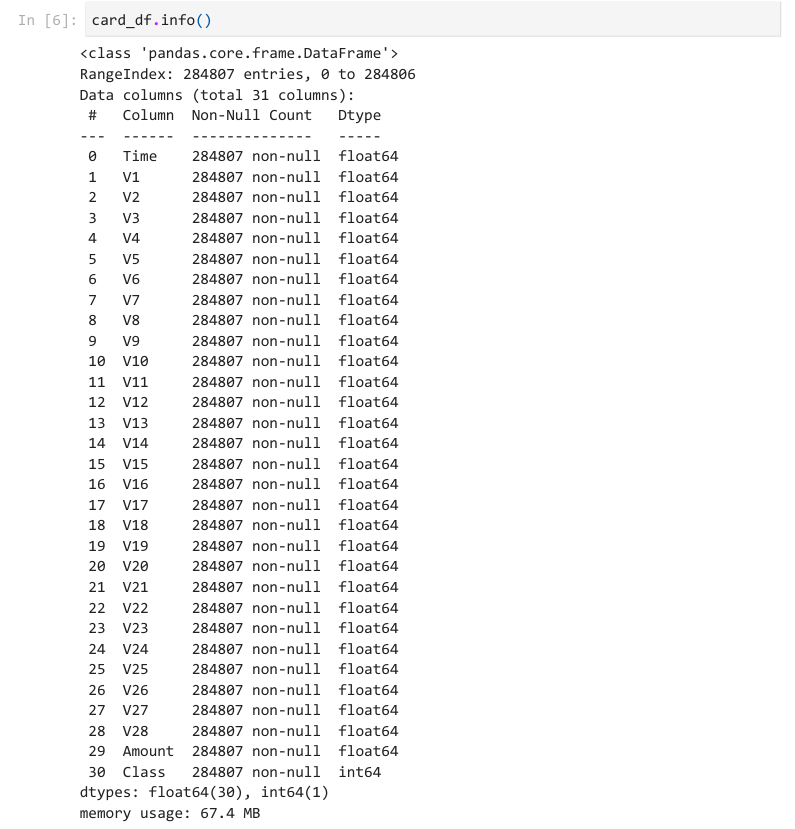 In [6]: card_df.info()
<class 'pandas.core.frame.DataFrame'>
RangeIndex: 284807 entries, 0 to 284806
Data columns (total 31 columns):
 #   Column  Non-Null Count   Dtype
---  ------  --------------   -----
 0   Time    284807 non-null  float64
 1   V1      284807 non-null  float64
 2   V2      284807 non-null  float64
 3   V3      284807 non-null  float64
 4   V4      284807 non-null  float64
 5   V5      284807 non-null  float64
 6   V6      284807 non-null  float64
 7   V7      284807 non-null  float64
 8   V8      284807 non-null  float64
 9   V9      284807 non-null  float64
 10  V10     284807 non-null  float64
 11  V11     284807 non-null  float64
 12  V12     284807 non-null  float64
 13  V13     284807 non-null  float64
 14  V14     284807 non-null  float64
 15  V15     284807 non-null  float64
 16  V16     284807 non-null  float64
 17  V17     284807 non-null  float64
 18  V18     284807 non-null  float64
 19  V19     284807 non-null  float64
 20  V20     284807 non-null  float64
 21  V21     284807 non-null  float64
 22  V22     284807 non-null  float64
 23  V23     284807 non-null  float64
 24  V24     284807 non-null  float64
 25  V25     284807 non-null  float64
 26  V26     284807 non-null  float64
 27  V27     284807 non-null  float64
 28  V28     284807 non-null  float64
 29  Amount  284807 non-null  float64
 30  Class   284807 non-null  int64
dtypes: float64(30), int64(1)
memory usage: 67.4 MB